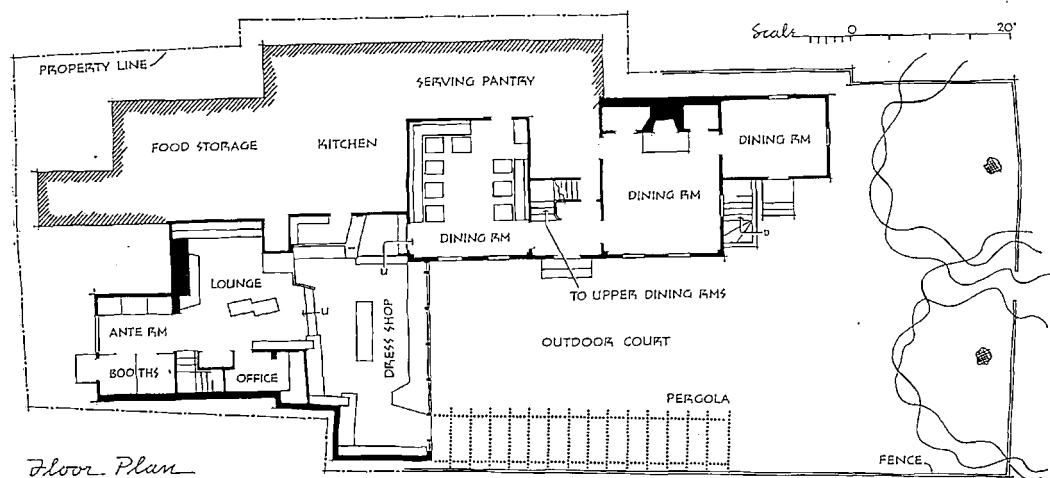 Scale 0 20'
PROPERTY LINE
SERVING PANTRY
FOOD STORAGE
KITCHEN
DINING RM
DINING RM
DINING RM
U
D
LOUNGE
TO UPPER DINING RMS
U
DRESS SHOP
ANTE RM
OUTDOOR COURT
BOOTHS
OFFICE
PERGOLA
Floor Plan
FENCE